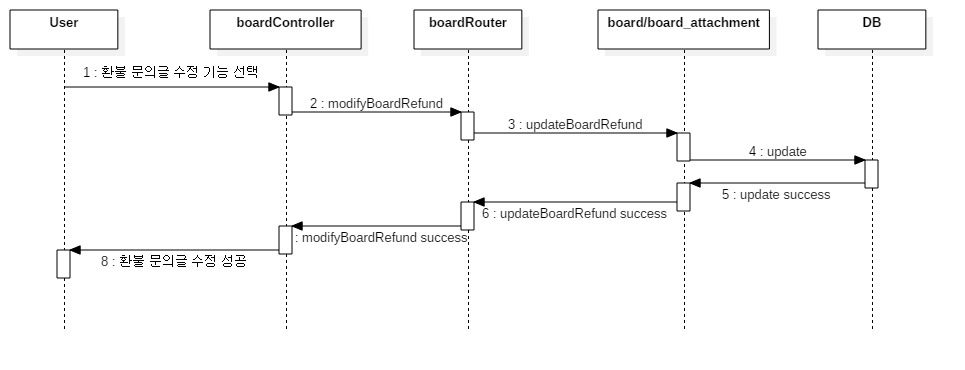 User
boardController
boardRouter
board/board_attachment
DB
1 : 환불 문의글 수정 기능 선택
2 : modifyBoardRefund
3 : updateBoardRefund
4 : update
5 : update success
6 : updateBoardRefund success
: modifyBoardRefund success
8 : 환불 문의글 수정 성공